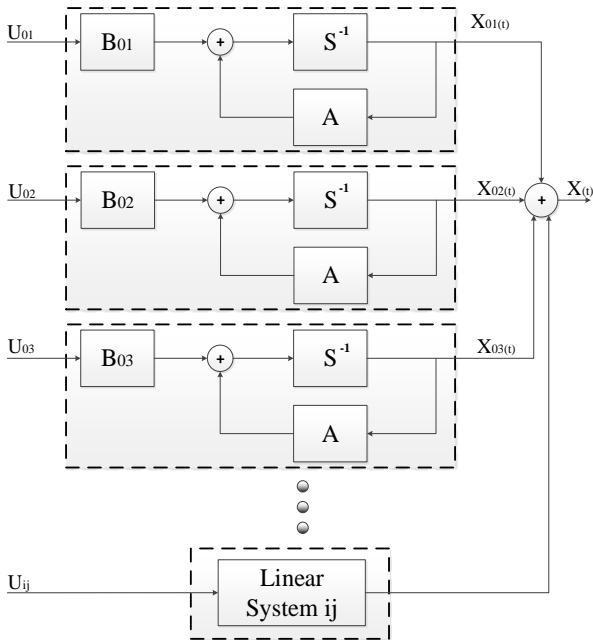 U01
B01
+
S-1
A
X01(t)
U02
B02
+
S-1
A
X02(t)
+
X(t)
U03
B03
+
S-1
A
X03(t)
Uij
Linear
System ij